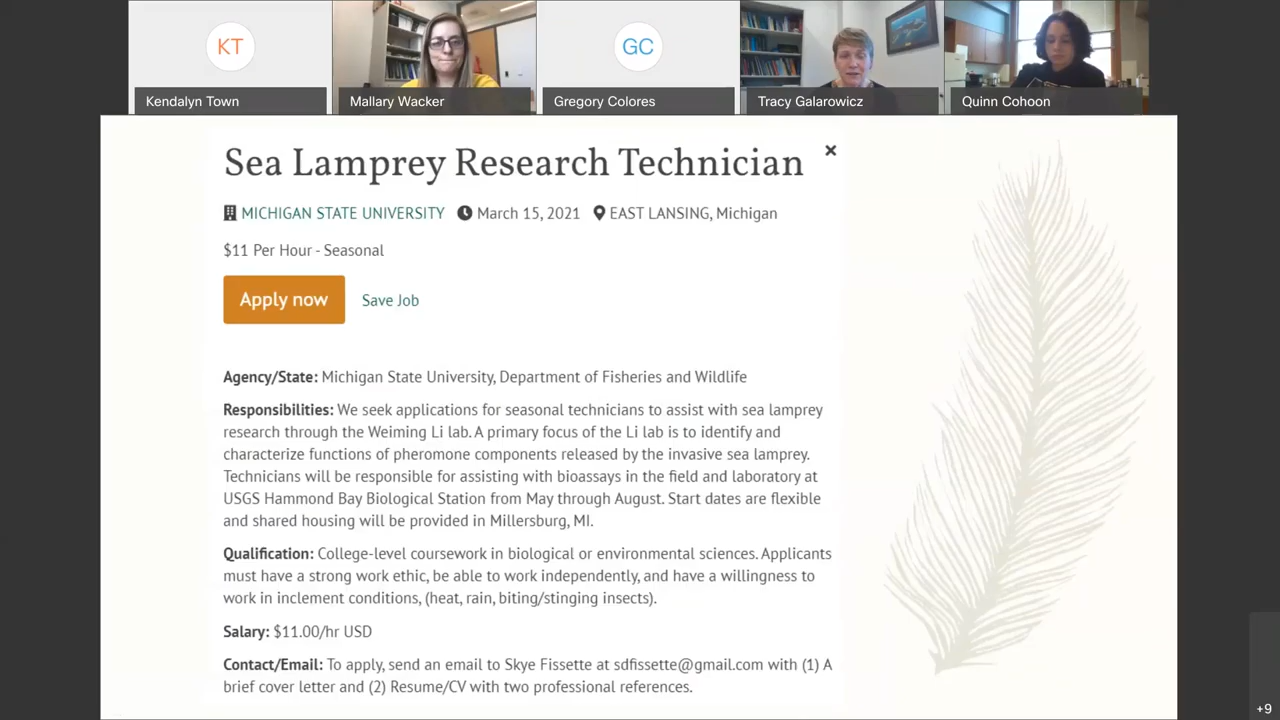 KT
GC
Kendalyn Town
Mallary Wacker
Gregory Colores
Tracy Galarowicz
Quinn Cohoon
Sea Lamprey Research Technician
×
MICHIGAN STATE UNIVERSITY March 15, 2021 EAST LANSING, Michigan
$11 Per Hour - Seasonal
Apply now Save Job
Agency/State: Michigan State University, Department of Fisheries and Wildlife
Responsibilities: We seek applications for seasonal technicians to assist with sea lamprey
research through the Weiming Li lab. A primary focus of the Li lab is to identify and
characterize functions of pheromone components released by the invasive sea lamprey.
Technicians will be responsible for assisting with bioassays in the field and laboratory at
USGS Hammond Bay Biological Station from May through August. Start dates are flexible
and shared housing will be provided in Millersburg, MI.
Qualification: College-level coursework in biological or environmental sciences. Applicants
must have a strong work ethic, be able to work independently, and have a willingness to
work in inclement conditions, (heat, rain, biting/stinging insects).
Salary: $11.00/hr USD
Contact/Email: To apply, send an email to Skye Fissette at sdfissette@gmail.com with (1) A
brief cover letter and (2) Resume/CV with two professional references.
+9